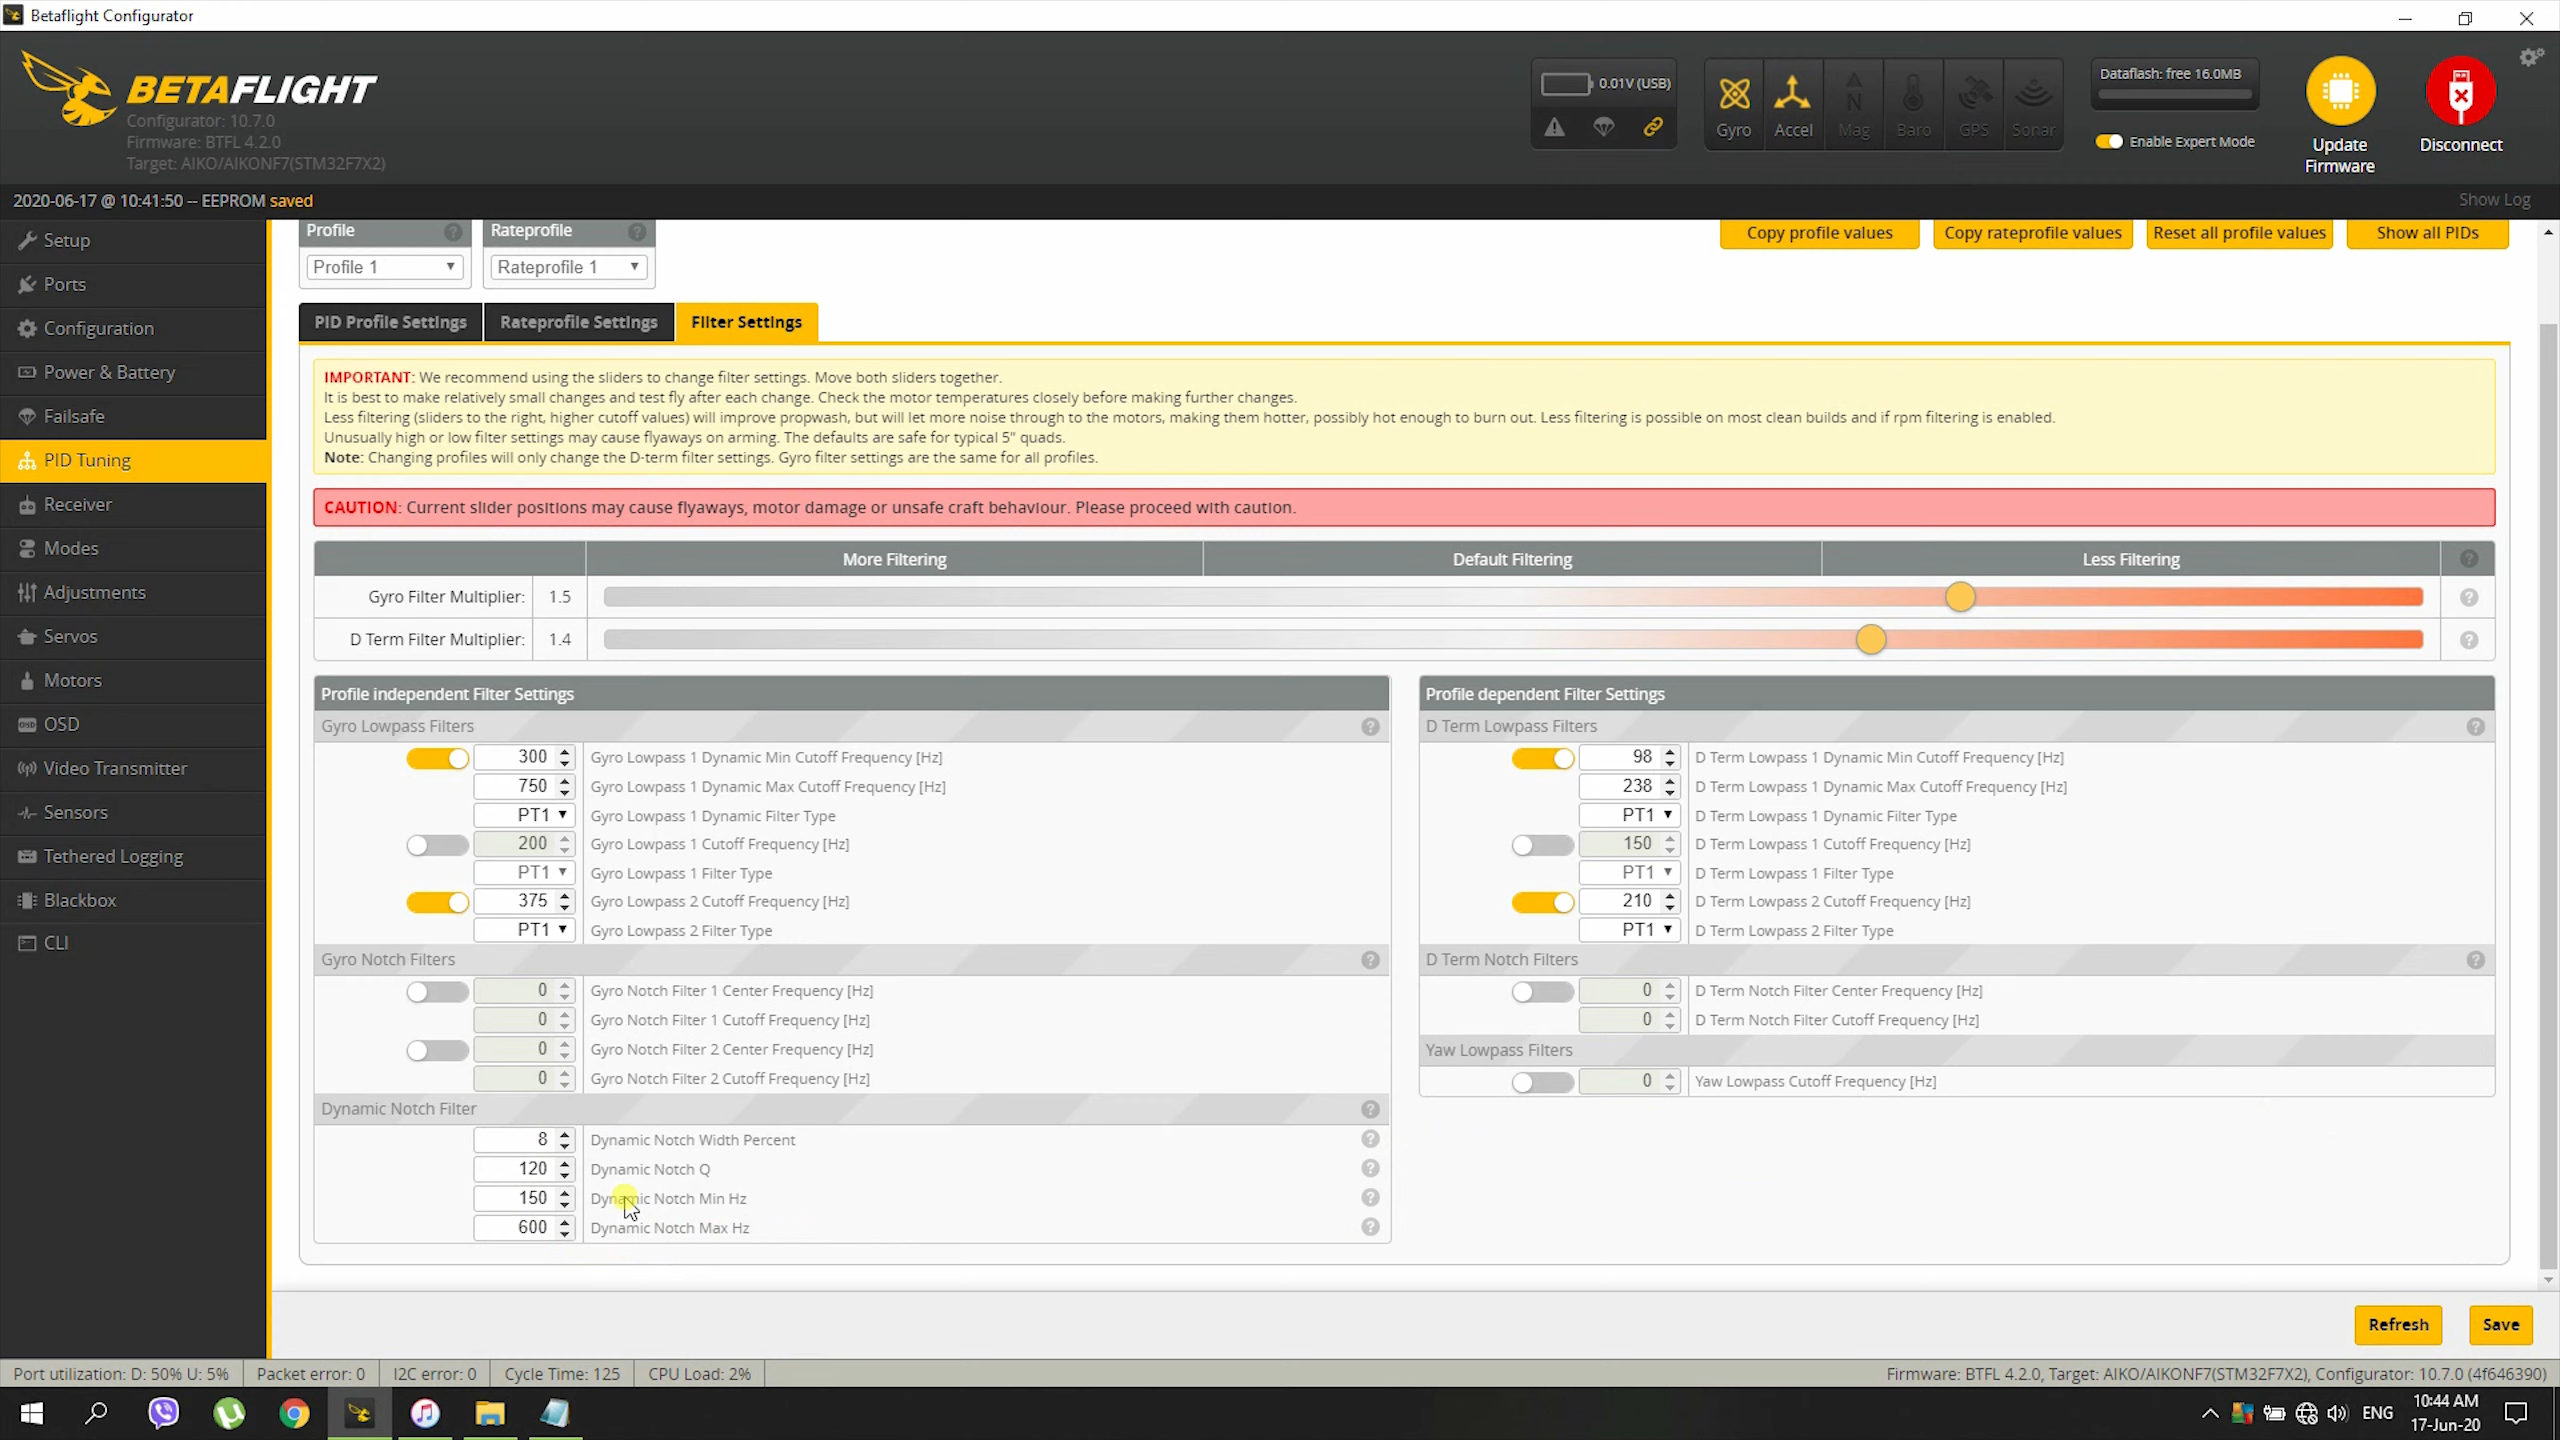 Betaflight Configurator
BETAFLIGHT
Configurator: 10.7.0
Firmware: BTFL 4.2.0
Target: AIKO/AIKONF7(STM32F7X2)
0.01V (USB)
Gyro
Accel
Mag
Baro
GPS
Sonar
Dataflash: free 16.0MB
Enable Expert Mode
Update
Firmware
Disconnect
2020-06-17 @ 10:41:50 -- EEPROM saved
Show Log
Setup
Ports
Configuration
Power & Battery
Failsafe
PID Tuning
Receiver
Modes
Adjustments
Servos
Motors
OSD
Video Transmitter
Sensors
Tethered Logging
Blackbox
CLI
Profile
Rateprofile
Profile 1
Rateprofile 1
Copy profile values
Copy rateprofile values
Reset all profile values
Show all PIDs
PID Profile Settings
Rateprofile Settings
Filter Settings
IMPORTANT: We recommend using the sliders to change filter settings. Move both sliders together.
It is best to make relatively small changes and test fly after each change. Check the motor temperatures closely before making further changes.
Less filtering (sliders to the right, higher cutoff values) will improve propwash, but will let more noise through to the motors, making them hotter, possibly hot enough to burn out. Less filtering is possible on most clean builds and if rpm filtering is enabled.
Unusually high or low filter settings may cause flyaways on arming. The defaults are safe for typical 5" quads.
Note: Changing profiles will only change the D-term filter settings. Gyro filter settings are the same for all profiles.
CAUTION: Current slider positions may cause flyaways, motor damage or unsafe craft behaviour. Please proceed with caution.
More Filtering
Default Filtering
Less Filtering
Gyro Filter Multiplier: 1.5
D Term Filter Multiplier: 1.4
Profile independent Filter Settings
Gyro Lowpass Filters
300 Gyro Lowpass 1 Dynamic Min Cutoff Frequency [Hz]
750 Gyro Lowpass 1 Dynamic Max Cutoff Frequency [Hz]
PT1 Gyro Lowpass 1 Dynamic Filter Type
200 Gyro Lowpass 1 Cutoff Frequency [Hz]
PT1 Gyro Lowpass 1 Filter Type
375 Gyro Lowpass 2 Cutoff Frequency [Hz]
PT1 Gyro Lowpass 2 Filter Type
Gyro Notch Filters
0 Gyro Notch Filter 1 Center Frequency [Hz]
0 Gyro Notch Filter 1 Cutoff Frequency [Hz]
0 Gyro Notch Filter 2 Center Frequency [Hz]
0 Gyro Notch Filter 2 Cutoff Frequency [Hz]
Dynamic Notch Filter
8 Dynamic Notch Width Percent
120 Dynamic Notch Q
150 Dynamic Notch Min Hz
600 Dynamic Notch Max Hz
Profile dependent Filter Settings
D Term Lowpass Filters
98 D Term Lowpass 1 Dynamic Min Cutoff Frequency [Hz]
238 D Term Lowpass 1 Dynamic Max Cutoff Frequency [Hz]
PT1 D Term Lowpass 1 Dynamic Filter Type
150 D Term Lowpass 1 Cutoff Frequency [Hz]
PT1 D Term Lowpass 1 Filter Type
210 D Term Lowpass 2 Cutoff Frequency [Hz]
PT1 D Term Lowpass 2 Filter Type
D Term Notch Filters
0 D Term Notch Filter Center Frequency [Hz]
0 D Term Notch Filter Cutoff Frequency [Hz]
Yaw Lowpass Filters
0 Yaw Lowpass Cutoff Frequency [Hz]
Refresh
Save
Port utilization: D: 50% U: 5%
Packet error: 0
I2C error: 0
Cycle Time: 125
CPU Load: 2%
Firmware: BTFL 4.2.0, Target: AIKO/AIKONF7(STM32F7X2), Configurator: 10.7.0 (4f646390)
ENG
10:44 AM
17-Jun-20